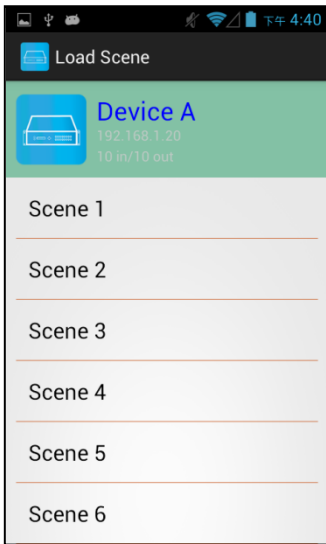 下午 4:40
Load Scene
Device A
192.168.1.20
10 in/10 out
Scene 1
Scene 2
Scene 3
Scene 4
Scene 5
Scene 6